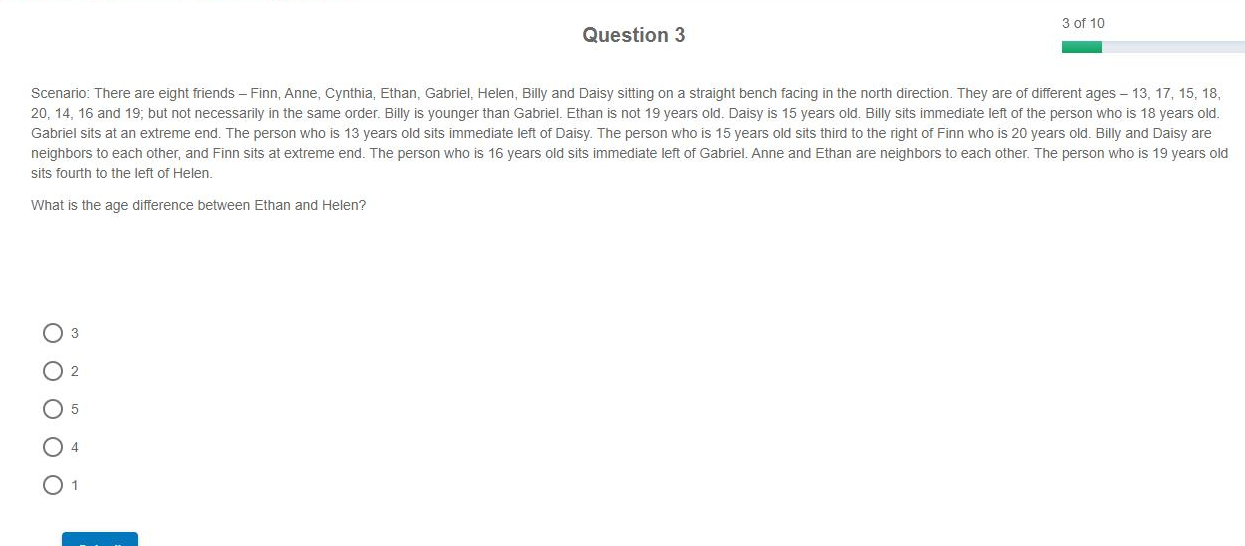 3 of 10
Question 3
Scenario: There are eight friends – Finn, Anne, Cynthia, Ethan, Gabriel, Helen, Billy and Daisy sitting on a straight bench facing in the north direction. They are of different ages – 13, 17, 15, 18,
20, 14, 16 and 19; but not necessarily in the same order. Billy is younger than Gabriel. Ethan is not 19 years old. Daisy is 15 years old. Billy sits immediate left of the person who is 18 years old.
Gabriel sits at an extreme end. The person who is 13 years old sits immediate left of Daisy. The person who is 15 years old sits third to the right of Finn who is 20 years old. Billy and Daisy are
neighbors to each other, and Finn sits at extreme end. The person who is 16 years old sits immediate left of Gabriel. Anne and Ethan are neighbors to each other. The person who is 19 years old
sits fourth to the left of Helen.
What is the age difference between Ethan and Helen?
3
2
5
4
1